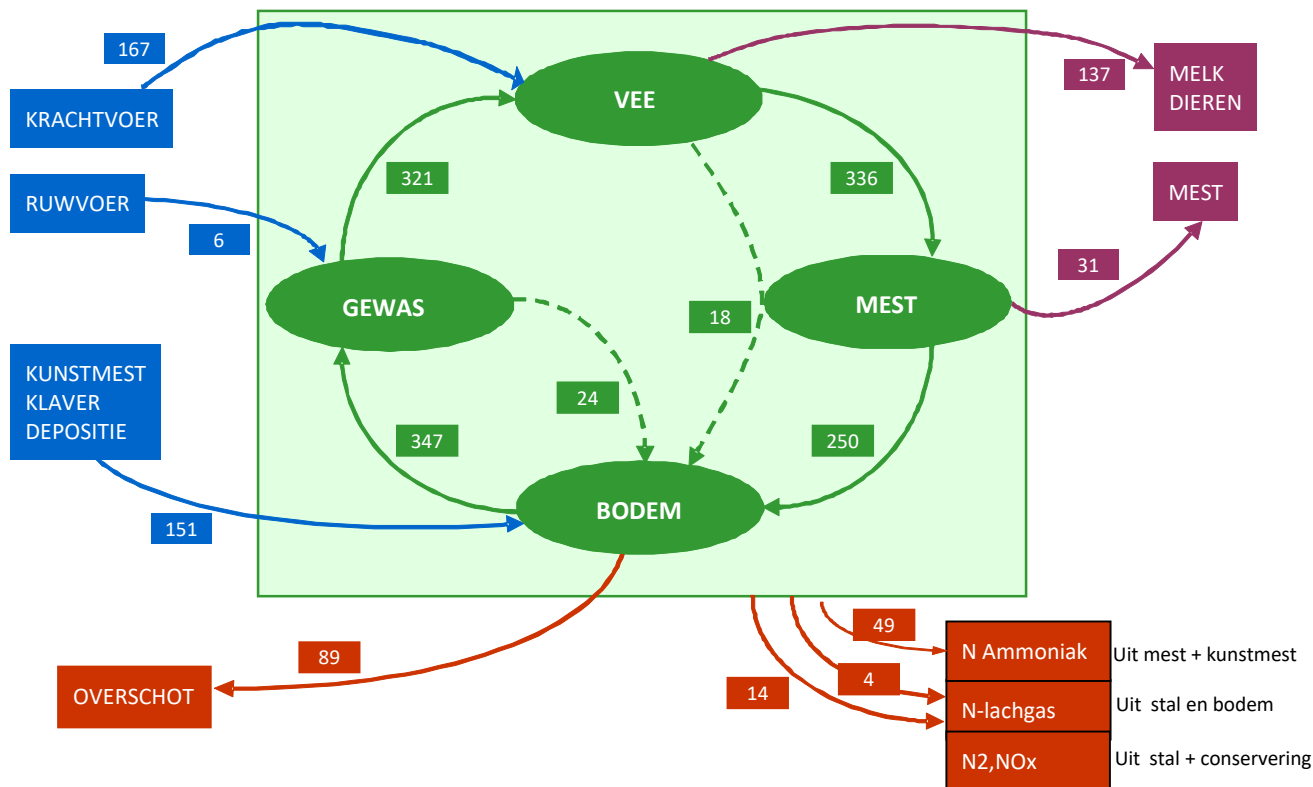 167
VEE
137
MELK
DIEREN
KRACHTVOER
321
336
RUWVOER
MEST
6
31
GEWAS
MEST
18
KUNSTMEST
KLAVER
DEPOSITIE
24
347
250
BODEM
151
49
N Ammoniak
Uit mest + kunstmest
89
4
OVERSCHOT
14
N-lachgas
Uit stal en bodem
N2,NOx
Uit stal + conservering